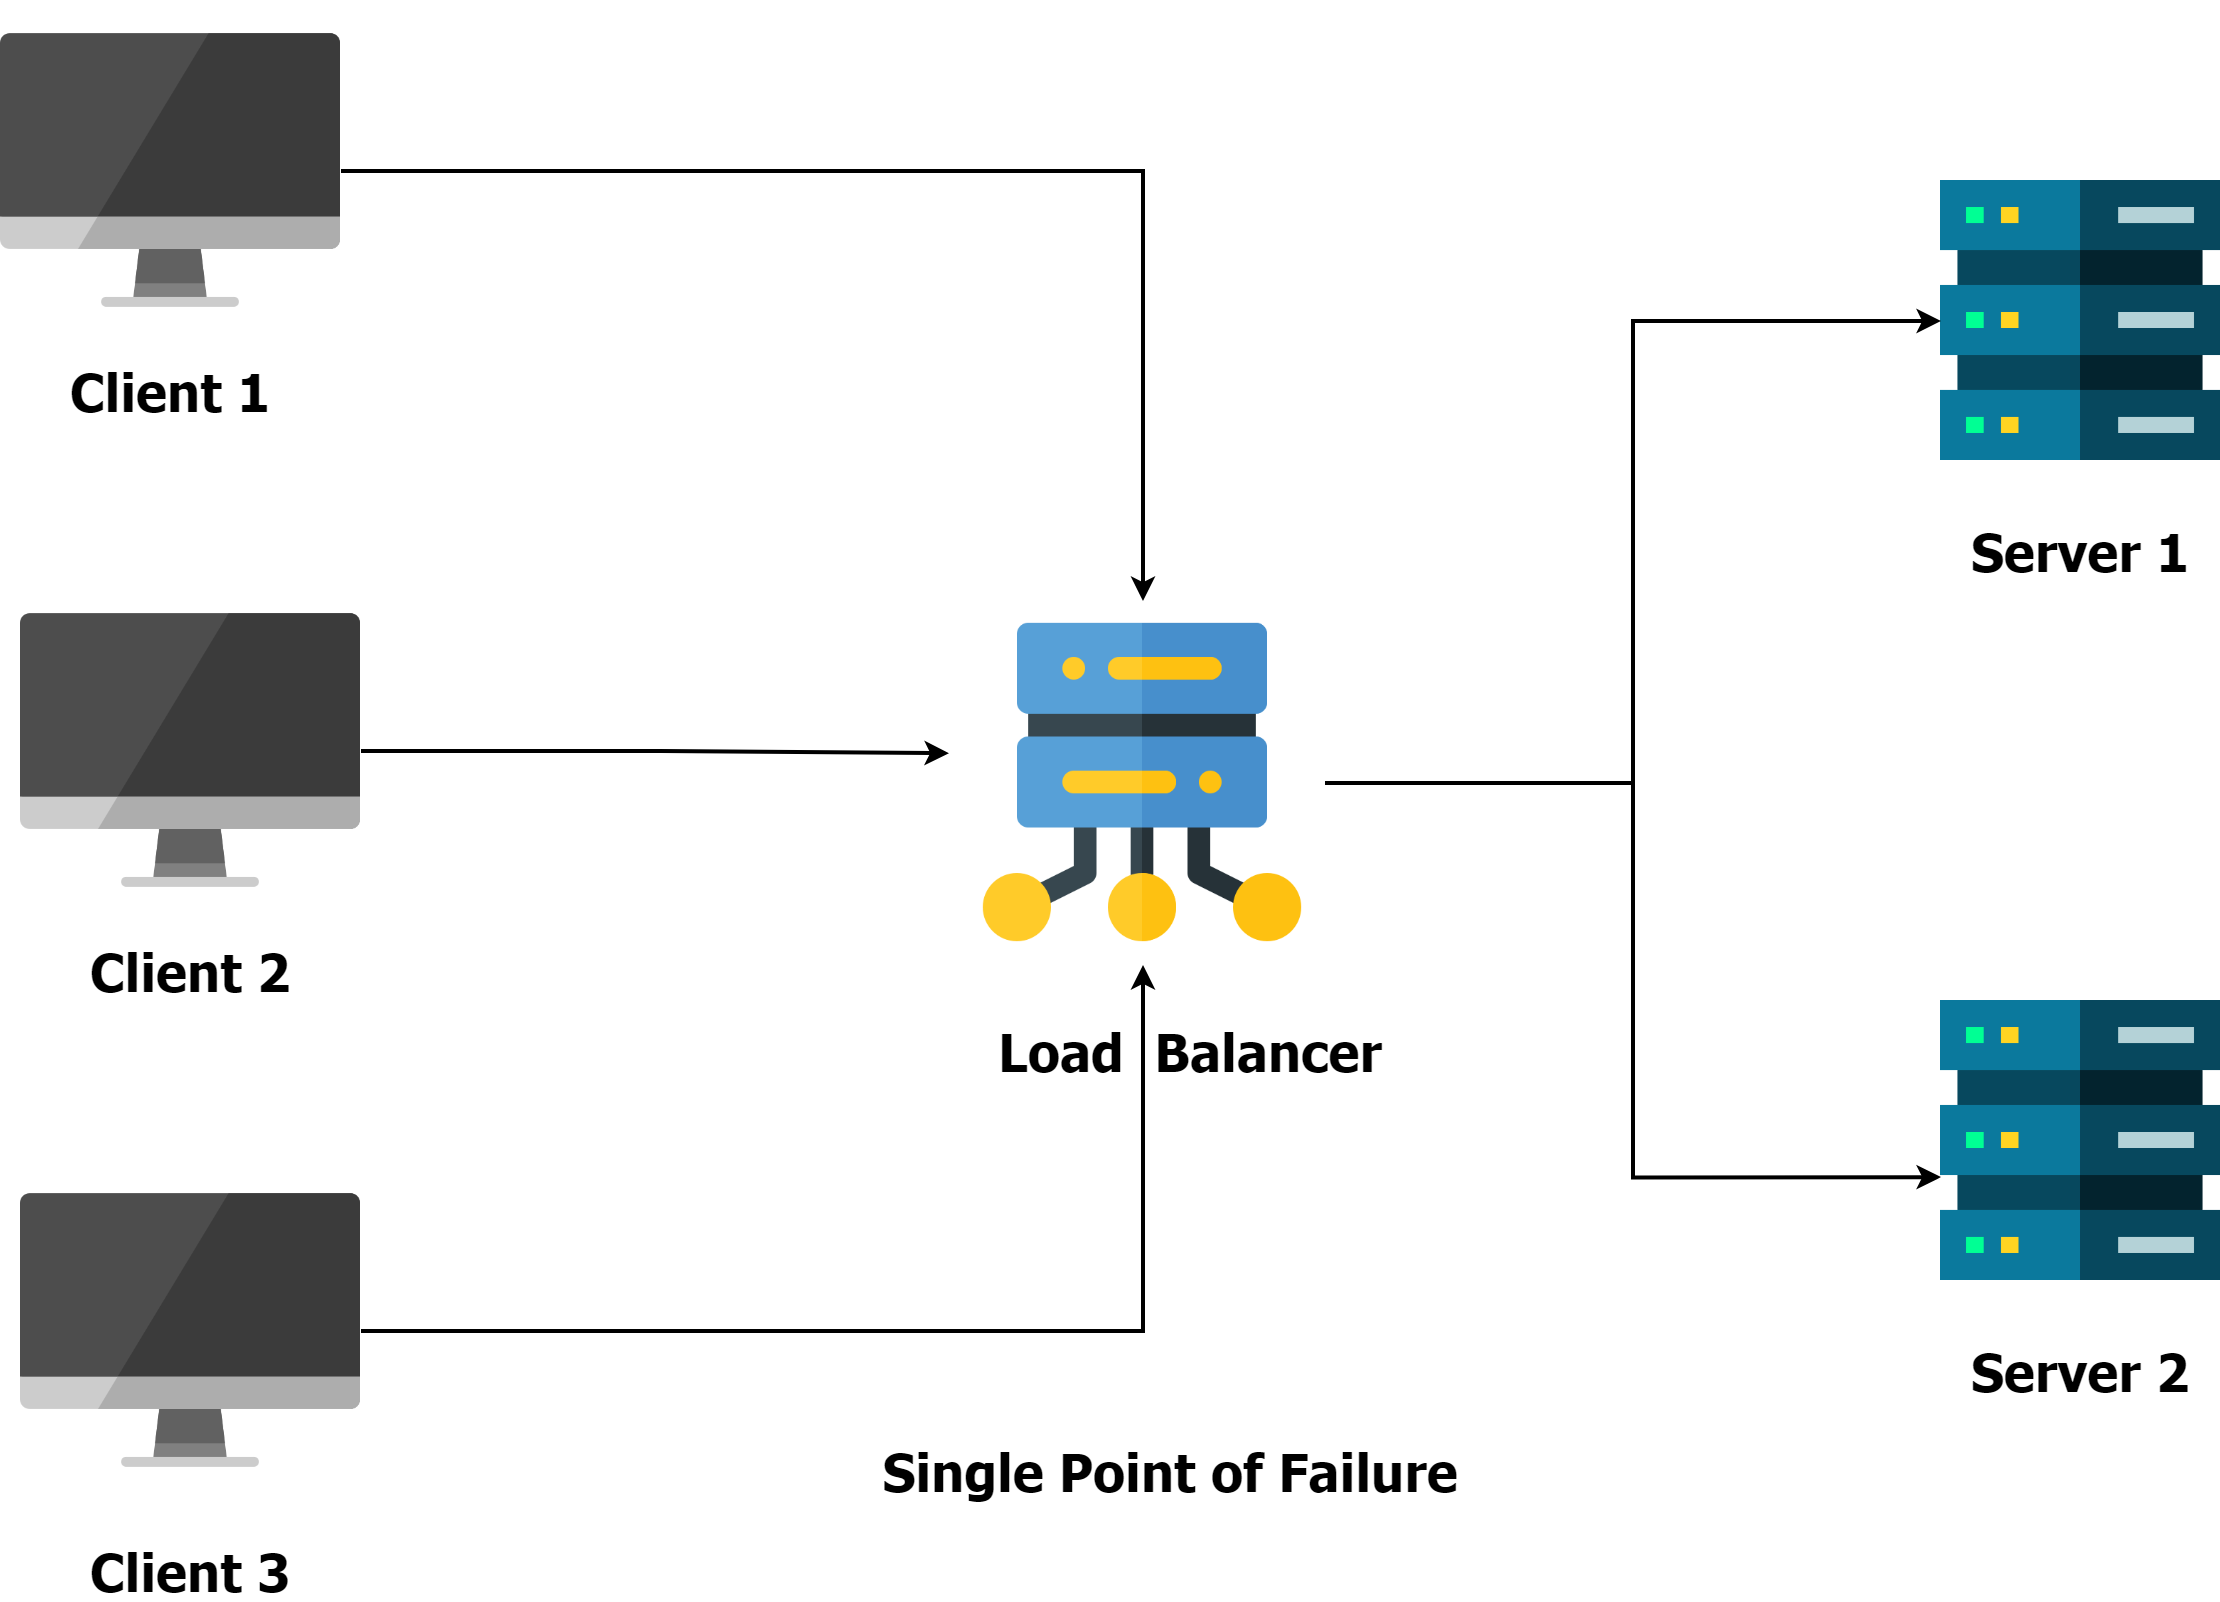 Client 1
Server 1
Client 2
Load Balancer
Server 2
Single Point of Failure
Client 3